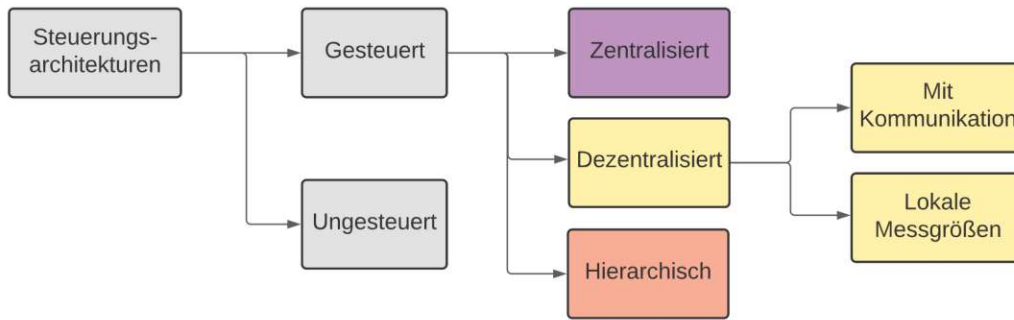 Steuerungs-
architekturen
Gesteuert
Zentralisiert
Mit
Kommunikation
Dezentralisiert
Ungesteuert
Lokale
Messgrößen
Hierarchisch